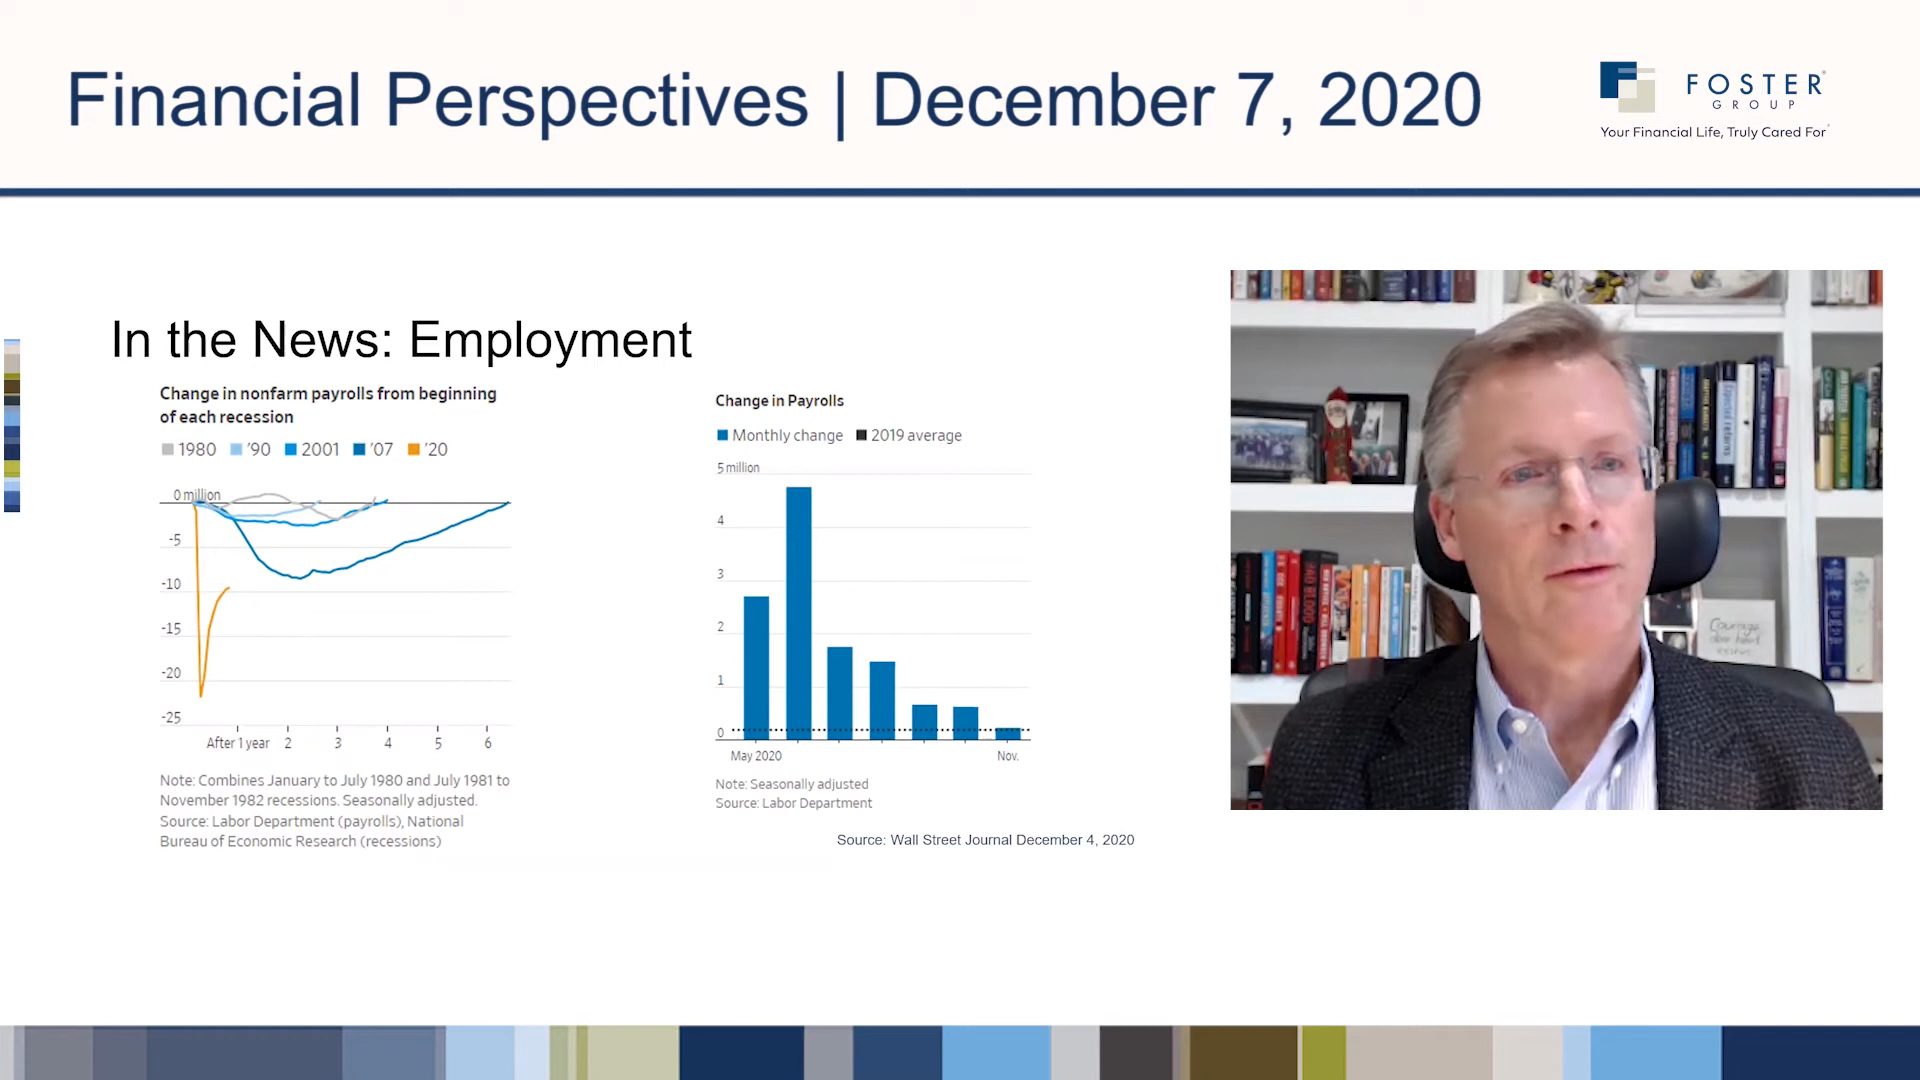 Financial Perspectives | December 7, 2020
FOSTER
GROUP
Your Financial Life, Truly Cared For
In the News: Employment
Change in nonfarm payrolls from beginning
of each recession
1980 '90 2001 '07 '20
0 million
-5
-10
-15
-20
-25
After 1 year 2 3 4 5 6
Note: Combines January to July 1980 and July 1981 to
November 1982 recessions. Seasonally adjusted.
Source: Labor Department (payrolls), National
Bureau of Economic Research (recessions)
Change in Payrolls
Monthly change 2019 average
5 million
4
3
2
1
0
May 2020 Nov.
Note: Seasonally adjusted
Source: Labor Department
Source: Wall Street Journal December 4, 2020
BAD BLOOD
Courage
dear heart